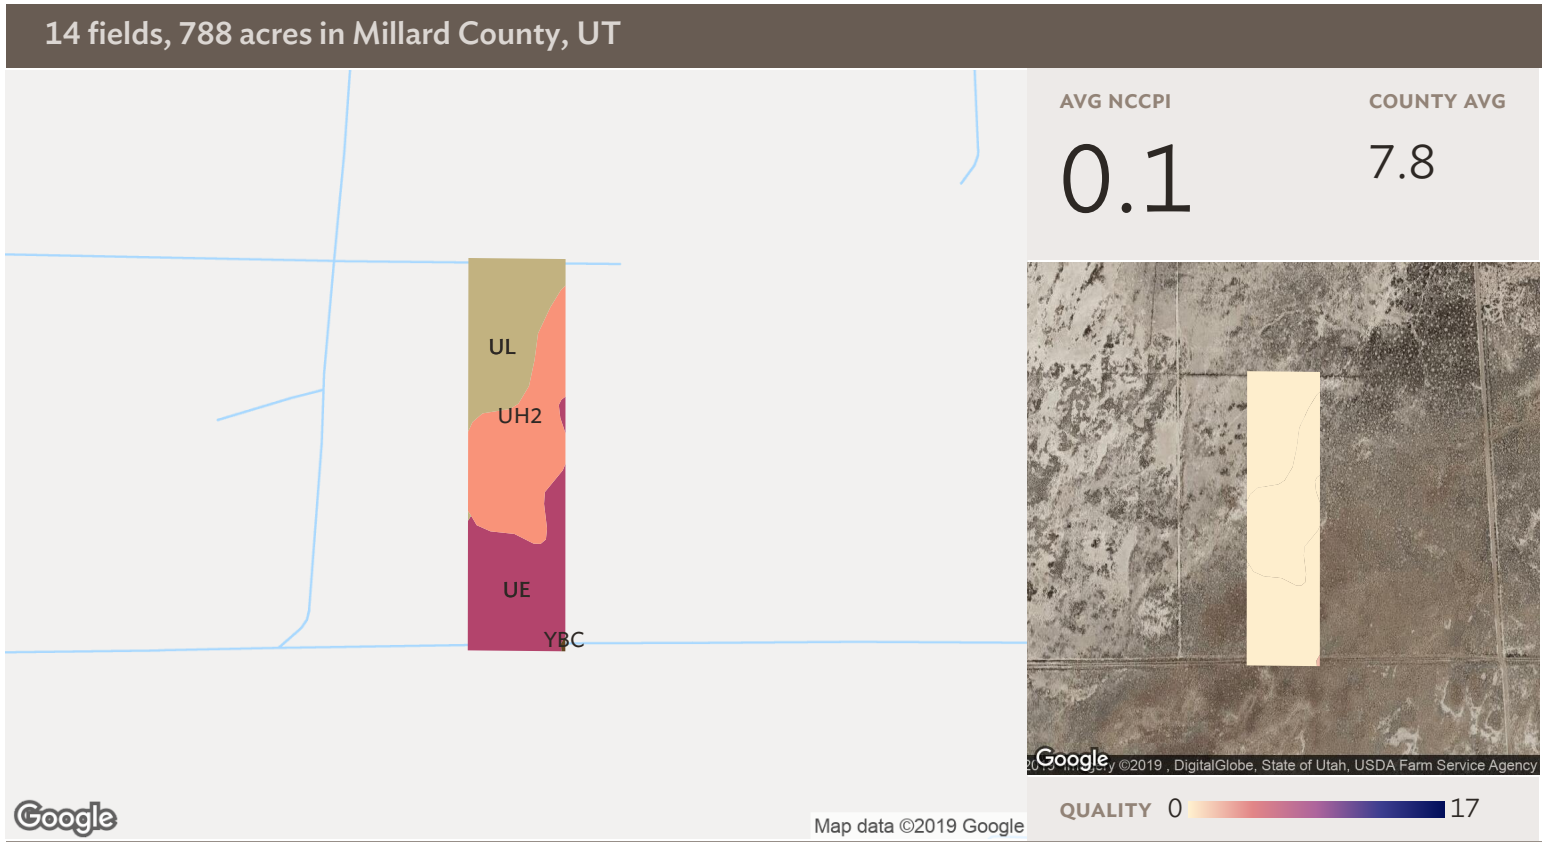 14 fields, 788 acres in Millard County, UT
AVG NCCPI
COUNTY AVG
0.1
7.8
UL
UH2
UE
YBC
Google
Map data ©2019 Google
Google
©2019 , DigitalGlobe, State of Utah, USDA Farm Service Agency
QUALITY 0 17